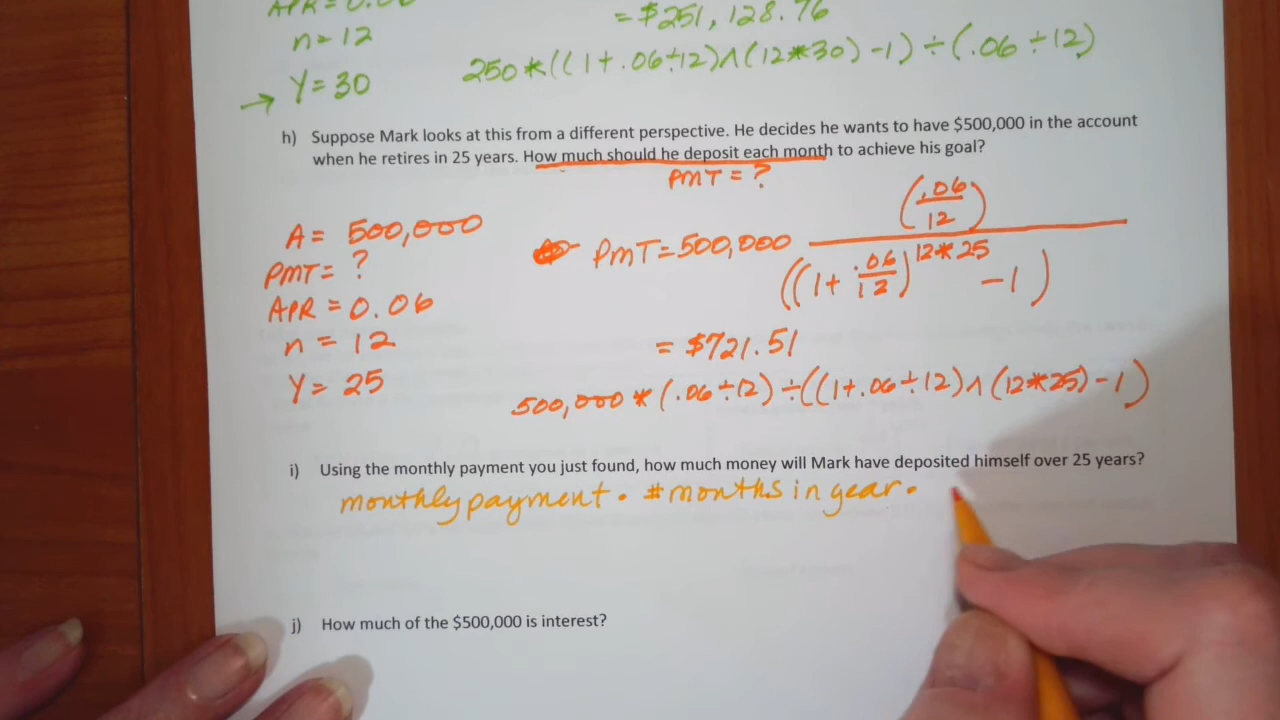 APR = 0.06
= $251,128.76
n = 12
250*((1+.06÷12)^(12*30)-1)÷(.06÷12)
→ Y = 30
h) Suppose Mark looks at this from a different perspective. He decides he wants to have $500,000 in the account
when he retires in 25 years. How much should he deposit each month to achieve his goal?
PMT = ?
A = 500,000
PMT = 500,000 (.06/12) / ((1+.06/12)^12*25 -1)
PMT = ?
APR = 0.06
n = 12
= $721.51
Y = 25
500,000*(.06÷12)÷((1+.06÷12)^(12*25)-1)
i) Using the monthly payment you just found, how much money will Mark have deposited himself over 25 years?
monthly payment · # months in year ·
j) How much of the $500,000 is interest?